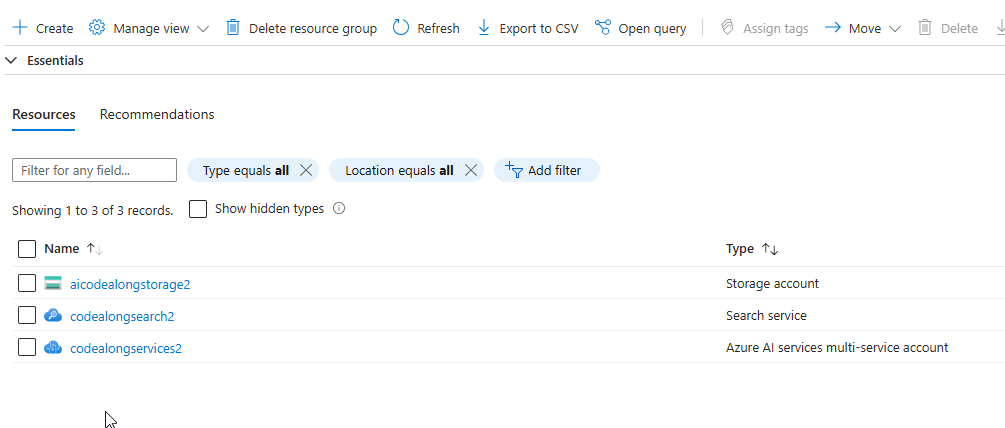 Create Manage view Delete resource group Refresh Export to CSV Open query Assign tags Move Delete
Essentials
Resources Recommendations
Filter for any field... Type equals all Location equals all Add filter
Showing 1 to 3 of 3 records. Show hidden types
Name Type
aicodealongstorage2 Storage account
codealongsearch2 Search service
codealongservices2 Azure AI services multi-service account